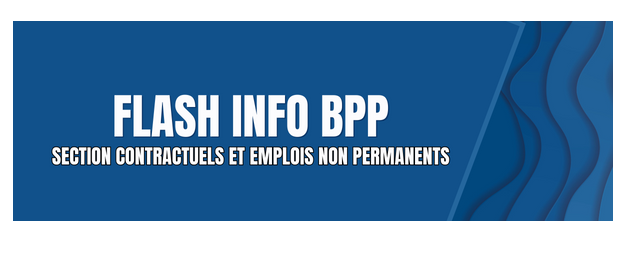 FLASH INFO BPP
SECTION CONTRACTUELS ET EMPLOIS NON PERMANENTS